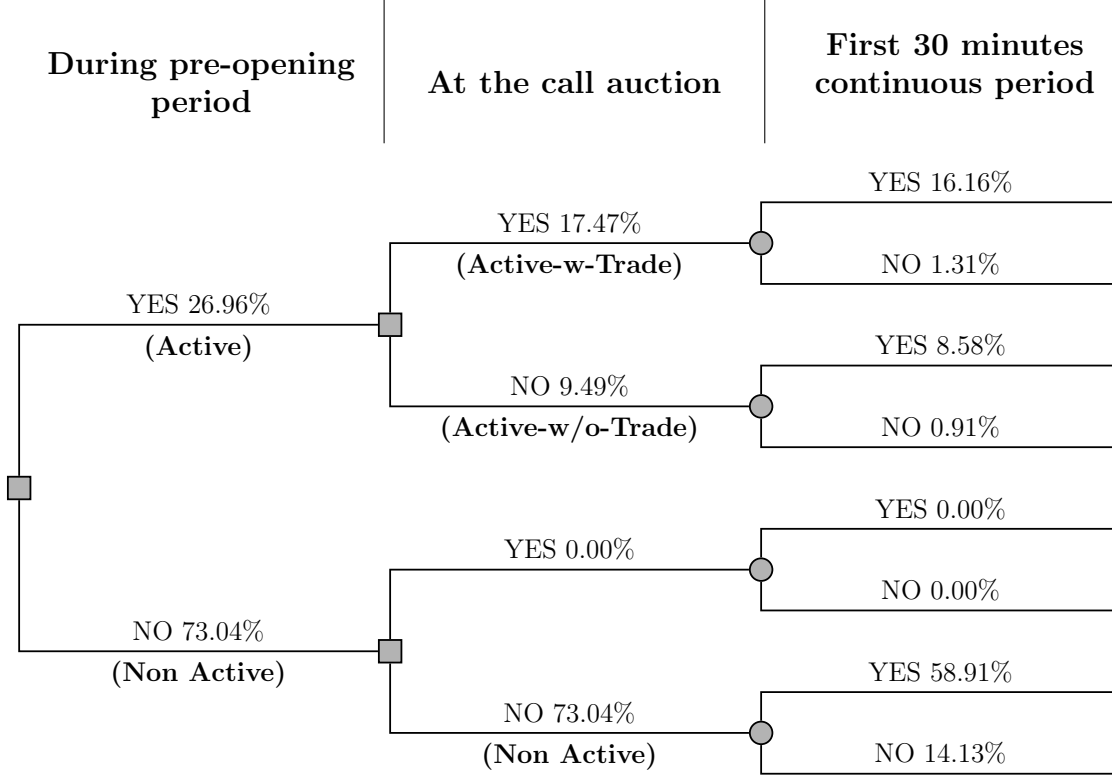 During pre-opening
period
At the call auction
First 30 minutes
continuous period
YES 16.16%
YES 17.47%
(Active-w-Trade)
NO 1.31%
YES 26.96%
(Active)
YES 8.58%
NO 9.49%
(Active-w/o-Trade)
NO 0.91%
YES 0.00%
YES 0.00%
NO 0.00%
NO 73.04%
(Non Active)
YES 58.91%
NO 73.04%
(Non Active)
NO 14.13%